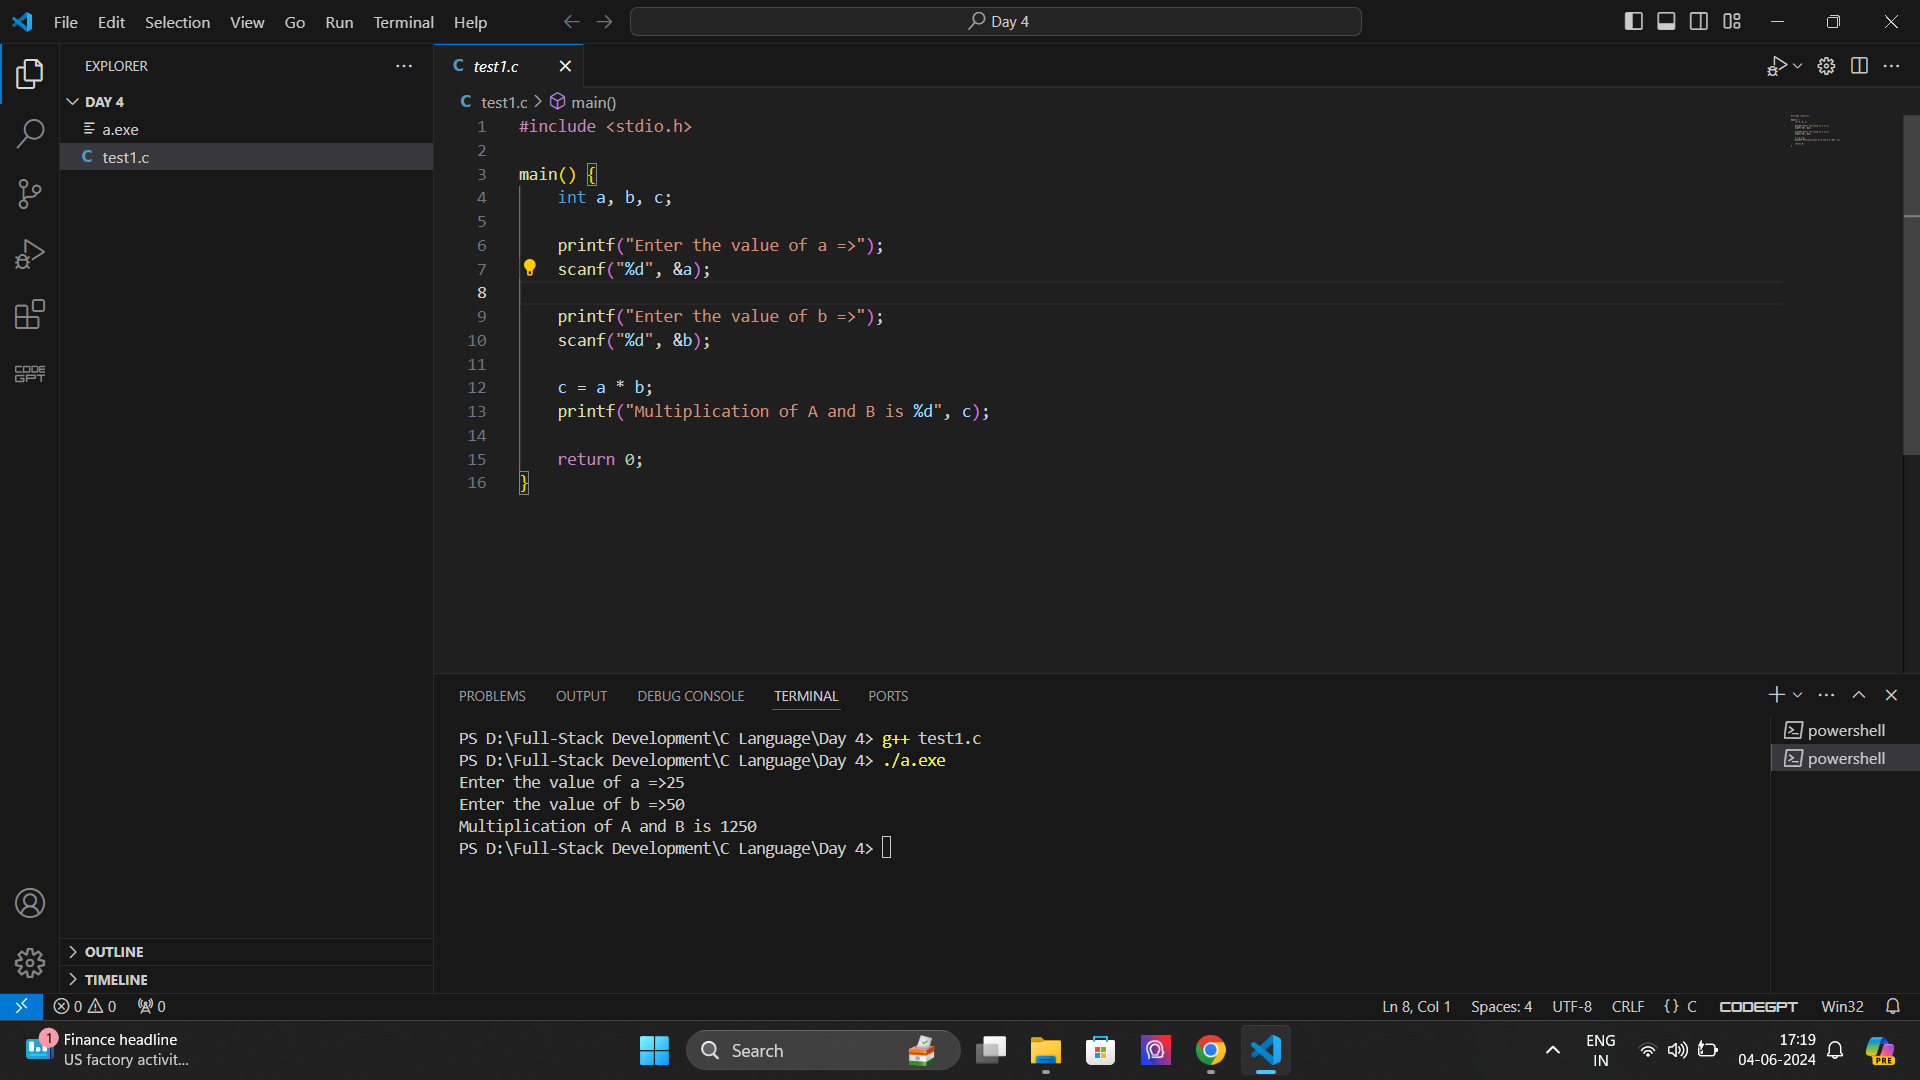 File Edit Selection View Go Run Terminal Help
Day 4
EXPLORER
DAY 4
a.exe
C test1.c
CODE
GPT
OUTLINE
TIMELINE
C test1.c
C test1.c > main()
1 #include <stdio.h>
2
3 main() {
4 int a, b, c;
5
6 printf("Enter the value of a =>");
7 scanf("%d", &a);
8
9 printf("Enter the value of b =>");
10 scanf("%d", &b);
11
12 c = a * b;
13 printf("Multiplication of A and B is %d", c);
14
15 return 0;
16 }
PROBLEMS OUTPUT DEBUG CONSOLE TERMINAL PORTS
PS D:\Full-Stack Development\C Language\Day 4> g++ test1.c
PS D:\Full-Stack Development\C Language\Day 4> ./a.exe
Enter the value of a =>25
Enter the value of b =>50
Multiplication of A and B is 1250
PS D:\Full-Stack Development\C Language\Day 4>
powershell
powershell
0 0 0
Ln 8, Col 1 Spaces: 4 UTF-8 CRLF {} C CODEGPT Win32
1
Finance headline
US factory activit...
Search
ENG
IN
17:19
04-06-2024
PRE